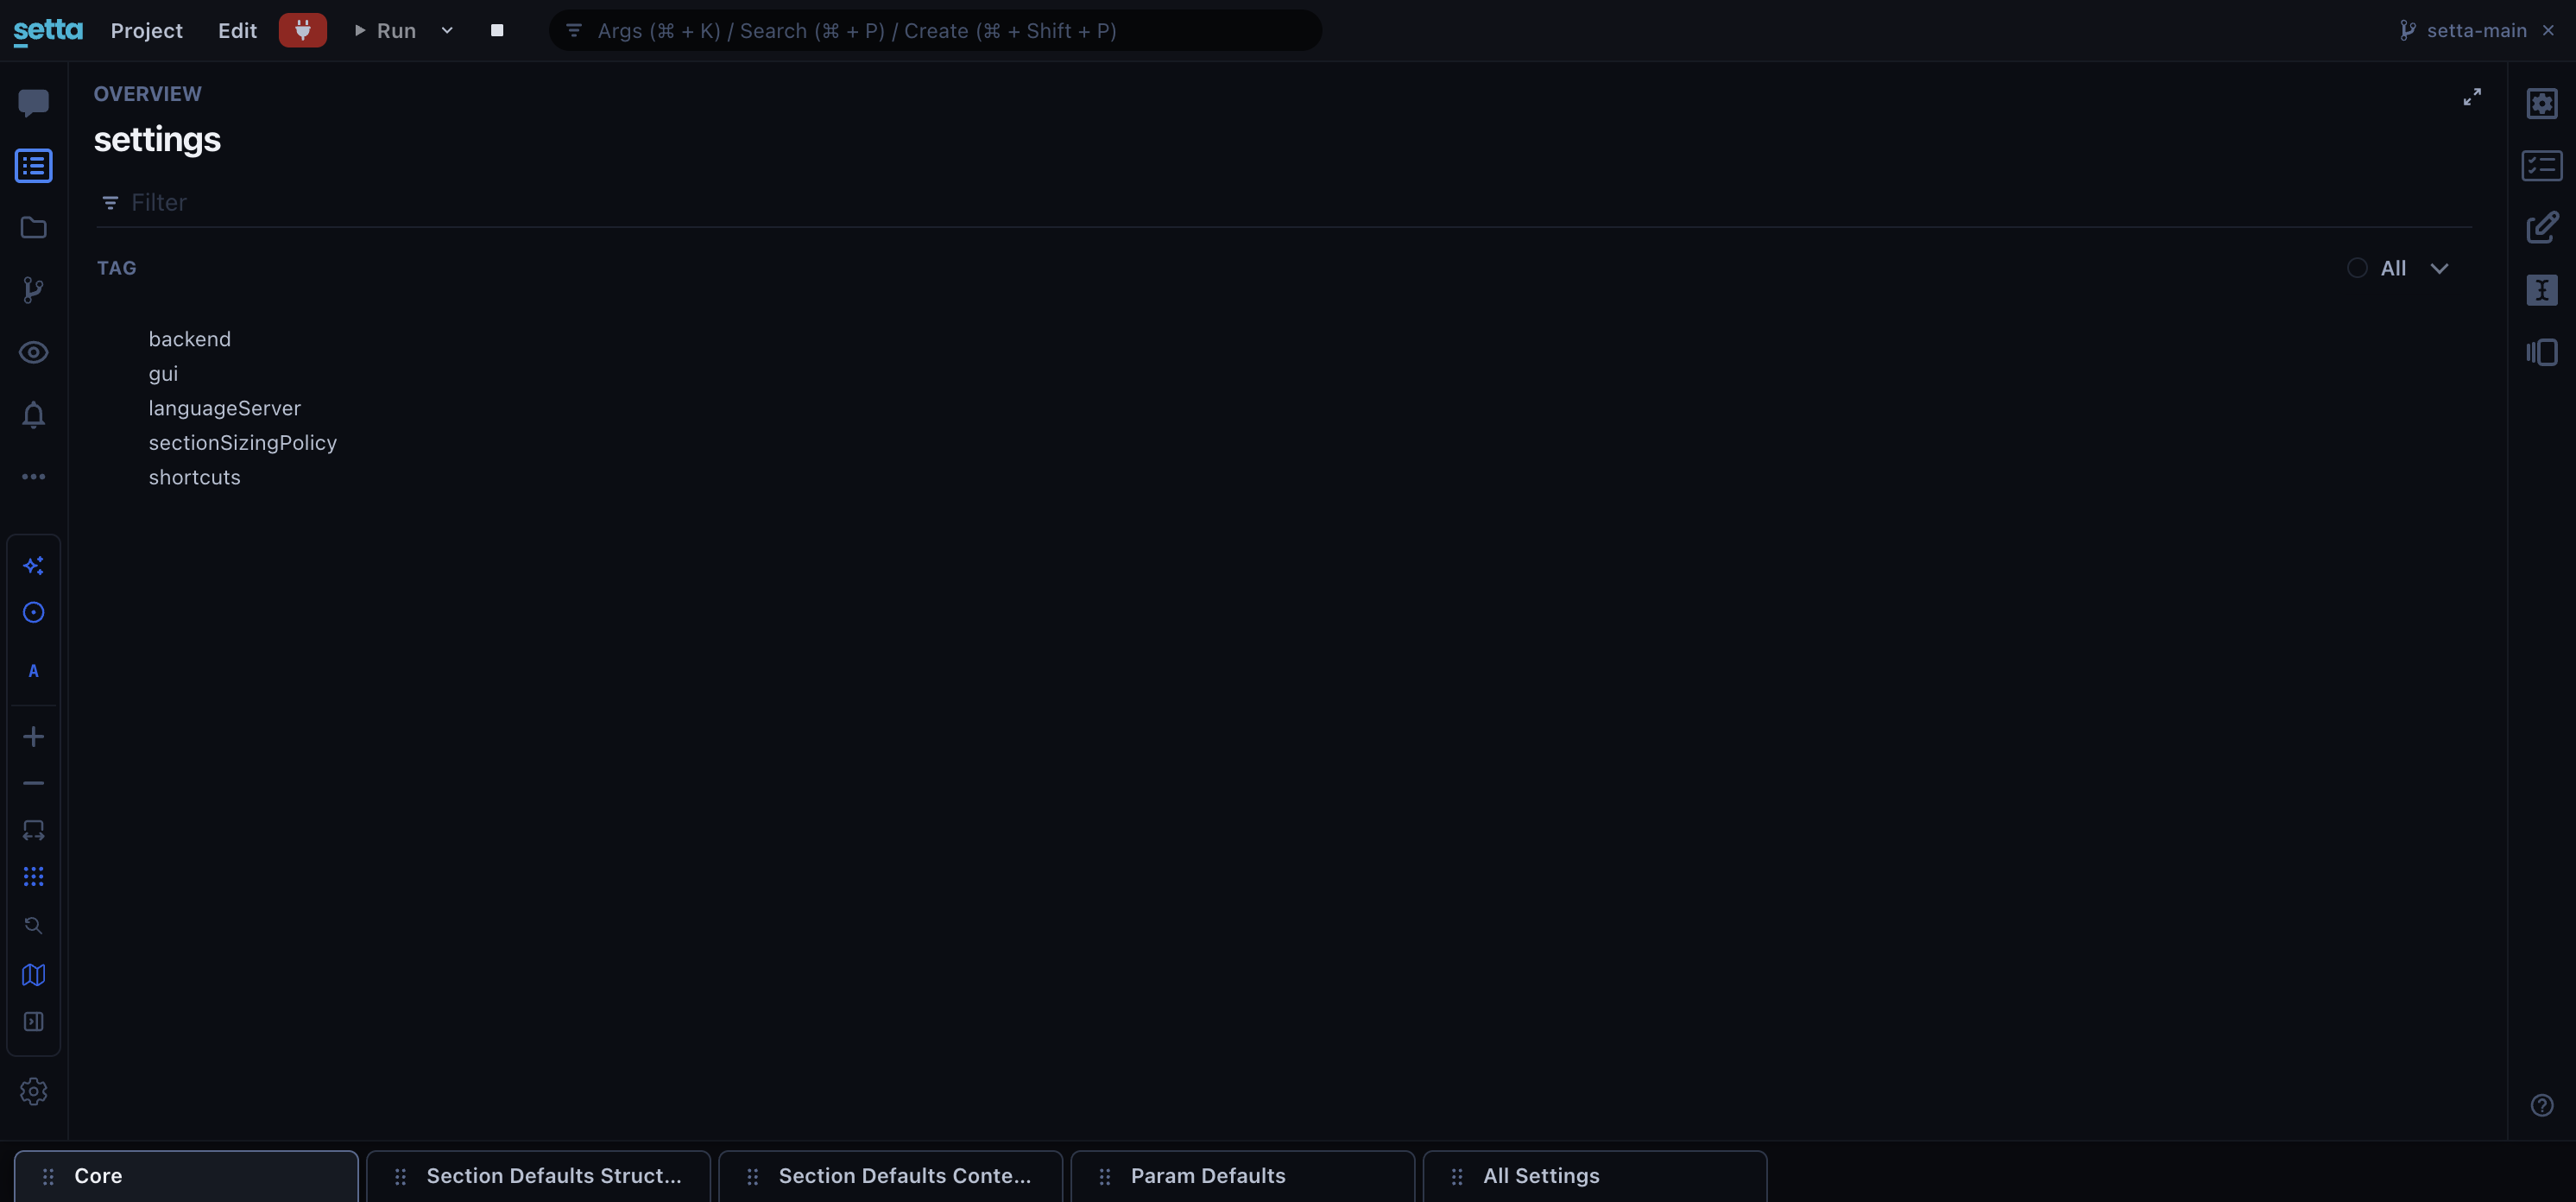 setta Project Edit Run Args (⌘ + K) / Search (⌘ + P) / Create (⌘ + Shift + P) setta-main
OVERVIEW
settings
Filter
TAG All
backend
gui
languageServer
sectionSizingPolicy
shortcuts
A
Core Section Defaults Struct... Section Defaults Conte... Param Defaults All Settings